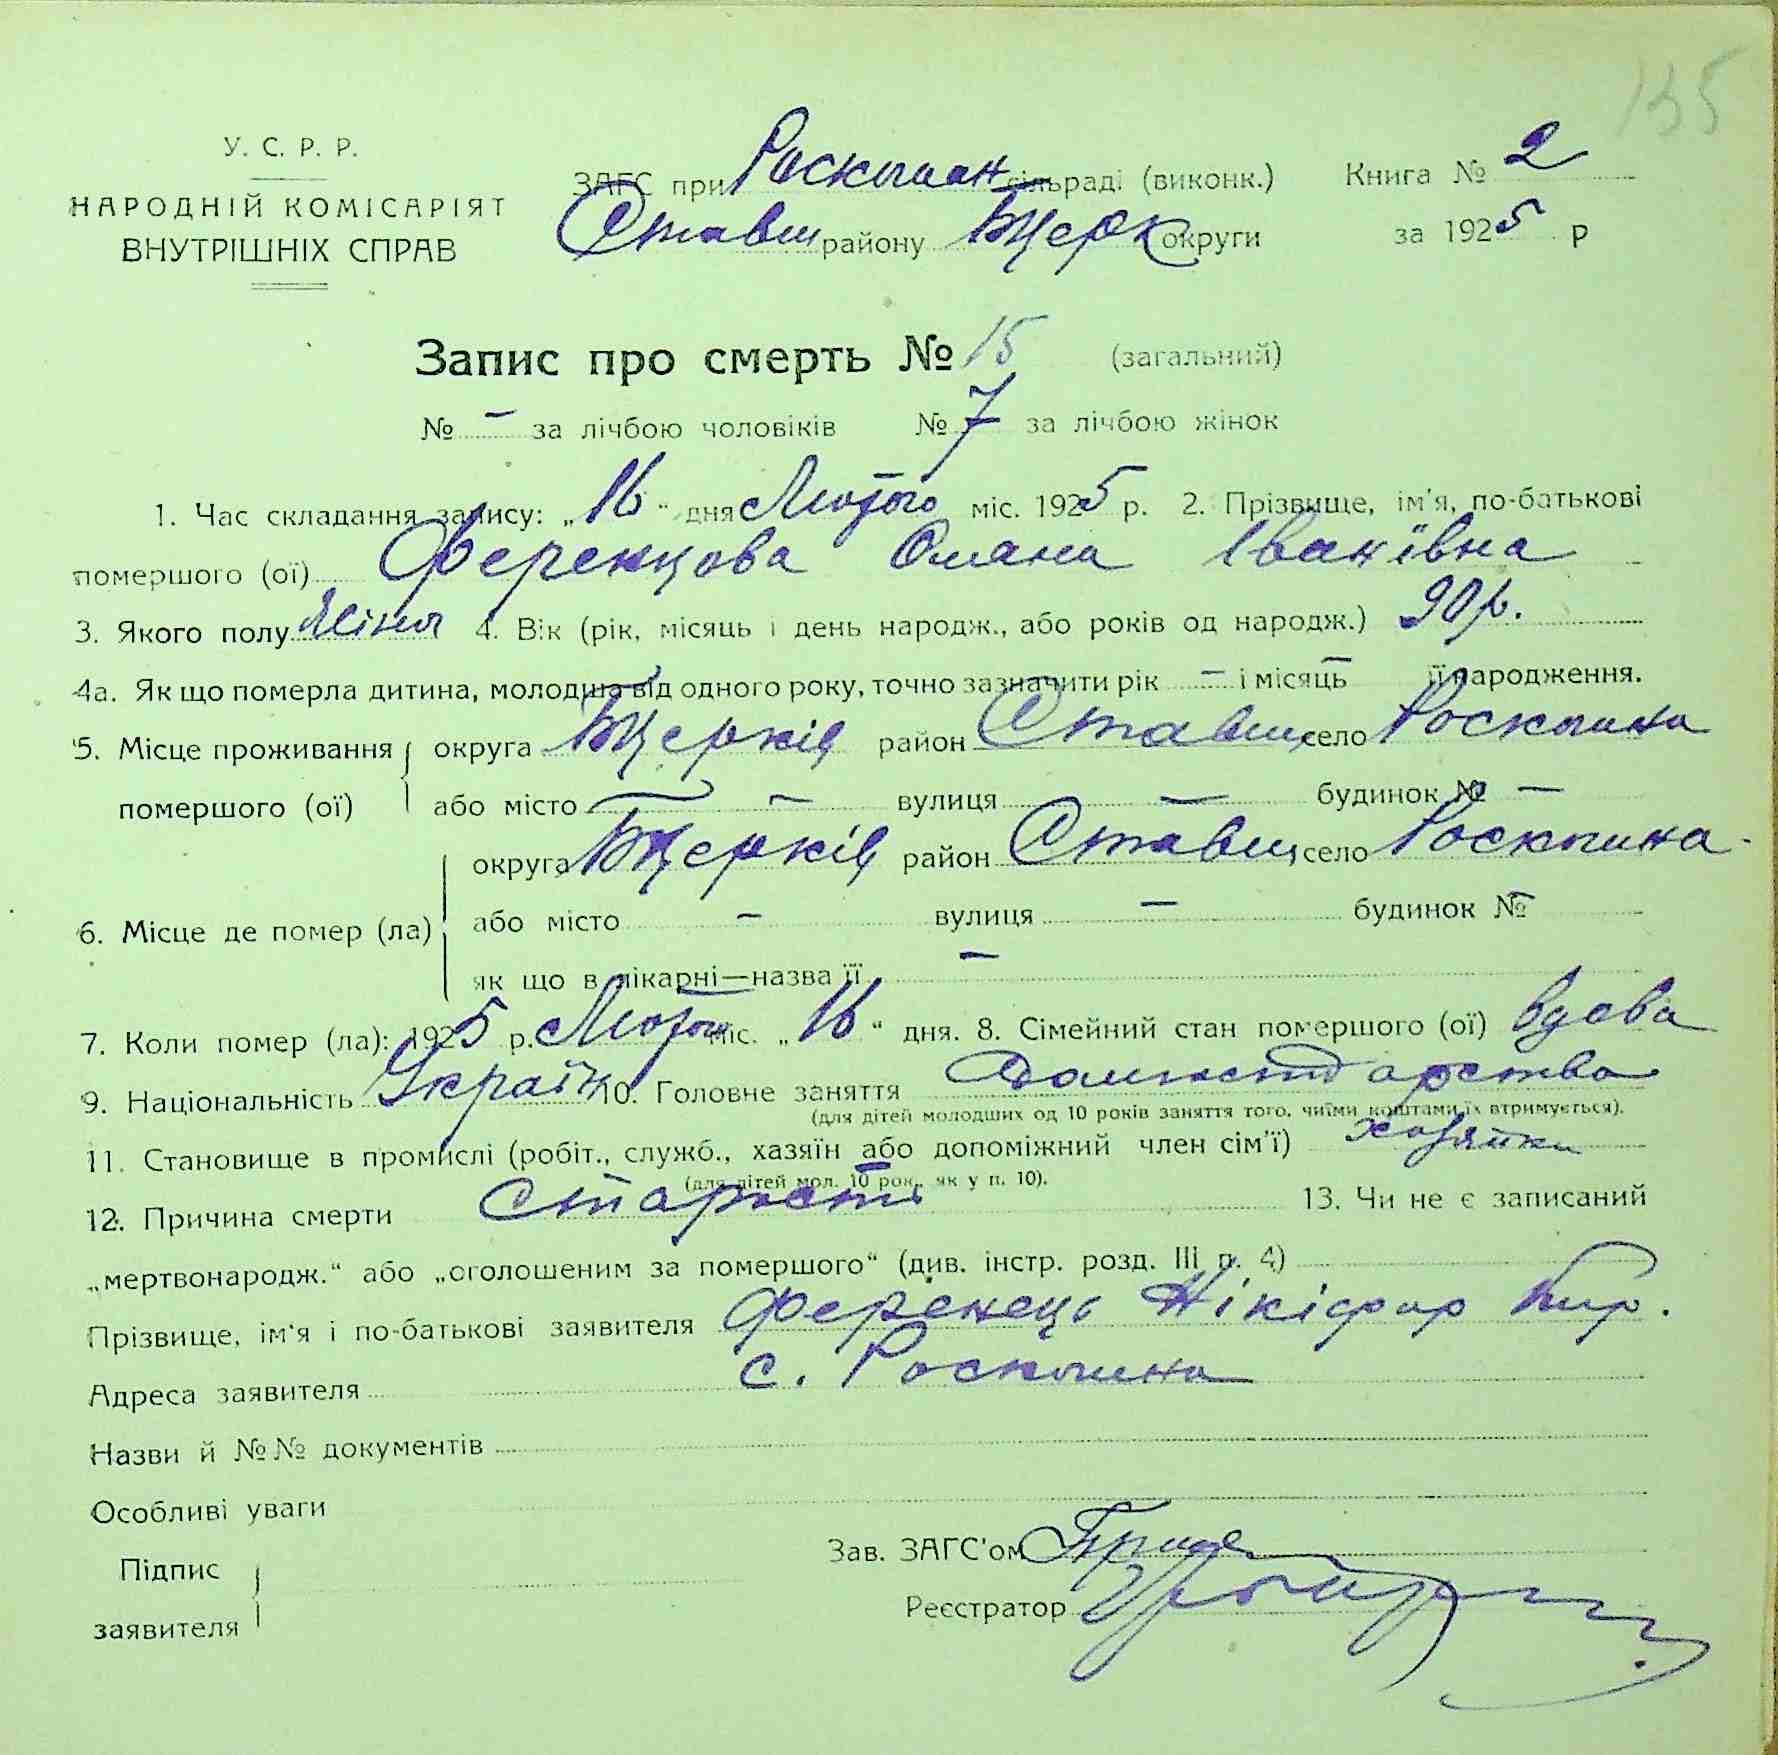 135
У. С. Р. Р.
НАРОДНІЙ КОМІСАРІЯТ
ВНУТРІШНІХ СПРАВ
ЗАГС при Роскошан сільраді (виконк.) Книга № 2
Ставищ району БЦерк округи за 1925 р
Запис про смерть № 15 (загальний)
№ – за лічбою чоловіків № 7 за лічбою жінок
1. Час складання запису: „16“ дня Лютого міс. 1925 р. 2. Прізвище, ім'я, по-батькові
помершого (ої) Ференцова Омана Іванівна
3. Якого полу Жіноч 4. Вік (рік, місяць і день народж., або років од народж.) 90 р.
4а. Як що померла дитина, молодша від одного року, точно зазначити рік – і місяць – її народження.
5. Місце проживання помершого (ої) округа БЦерків район Ставищ село Роскошна
або місто – вулиця – будинок № –
6. Місце де помер (ла) округа БЦерків район Ставищ село Роскошна
або місто – вулиця – будинок № –
як що в лікарні—назва її –
7. Коли помер (ла): 1925 р. Лютого міс. „16“ дня. 8. Сімейний стан помершого (ої) вдова
9. Національність Україн 10. Головне заняття
(для дітей молодших од 10 років заняття того, чиїми коштами їх втримується).
11. Становище в промислі (робіт., служб., хазяїн або допоміжний член сім'ї) хозяйка
(для дітей мол. 10 рок., як у п. 10).
12. Причина смерти старость 13. Чи не є записаний
„мертвонародж.“ або „оголошеним за помершого“ (див. інстр. розд. III п. 4)
Прізвище, ім'я і по-батькові заявителя Ференець Нікіфор Кир.
Адреса заявителя с. Роскошна
Назви й №№ документів
Особливі уваги
Підпис заявителя
Зав. ЗАГС'ом
Реєстратор